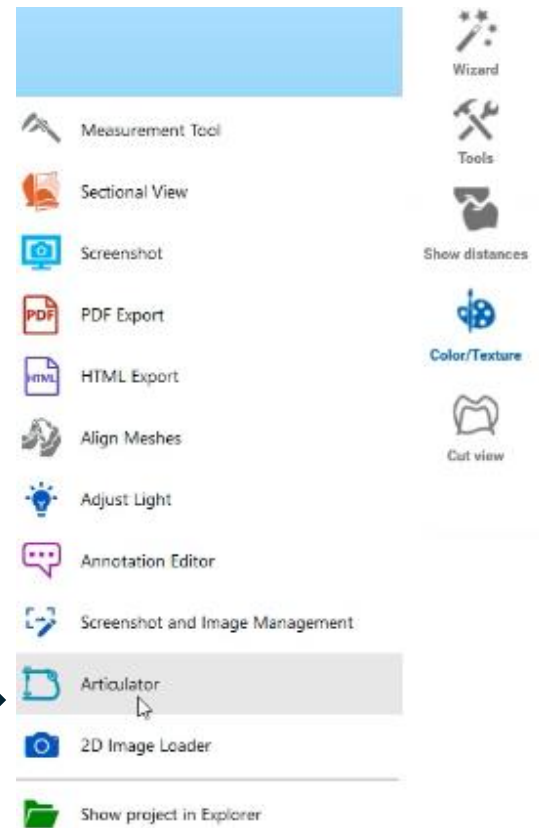 Measurement Tool
Sectional View
Screenshot
PDF
PDF Export
HTML
HTML Export
Align Meshes
Adjust Light
Annotation Editor
Screenshot and Image Management
Articulator
2D Image Loader
Show project in Explorer
Wizard
Tools
Show distances
Color/Texture
Cut view